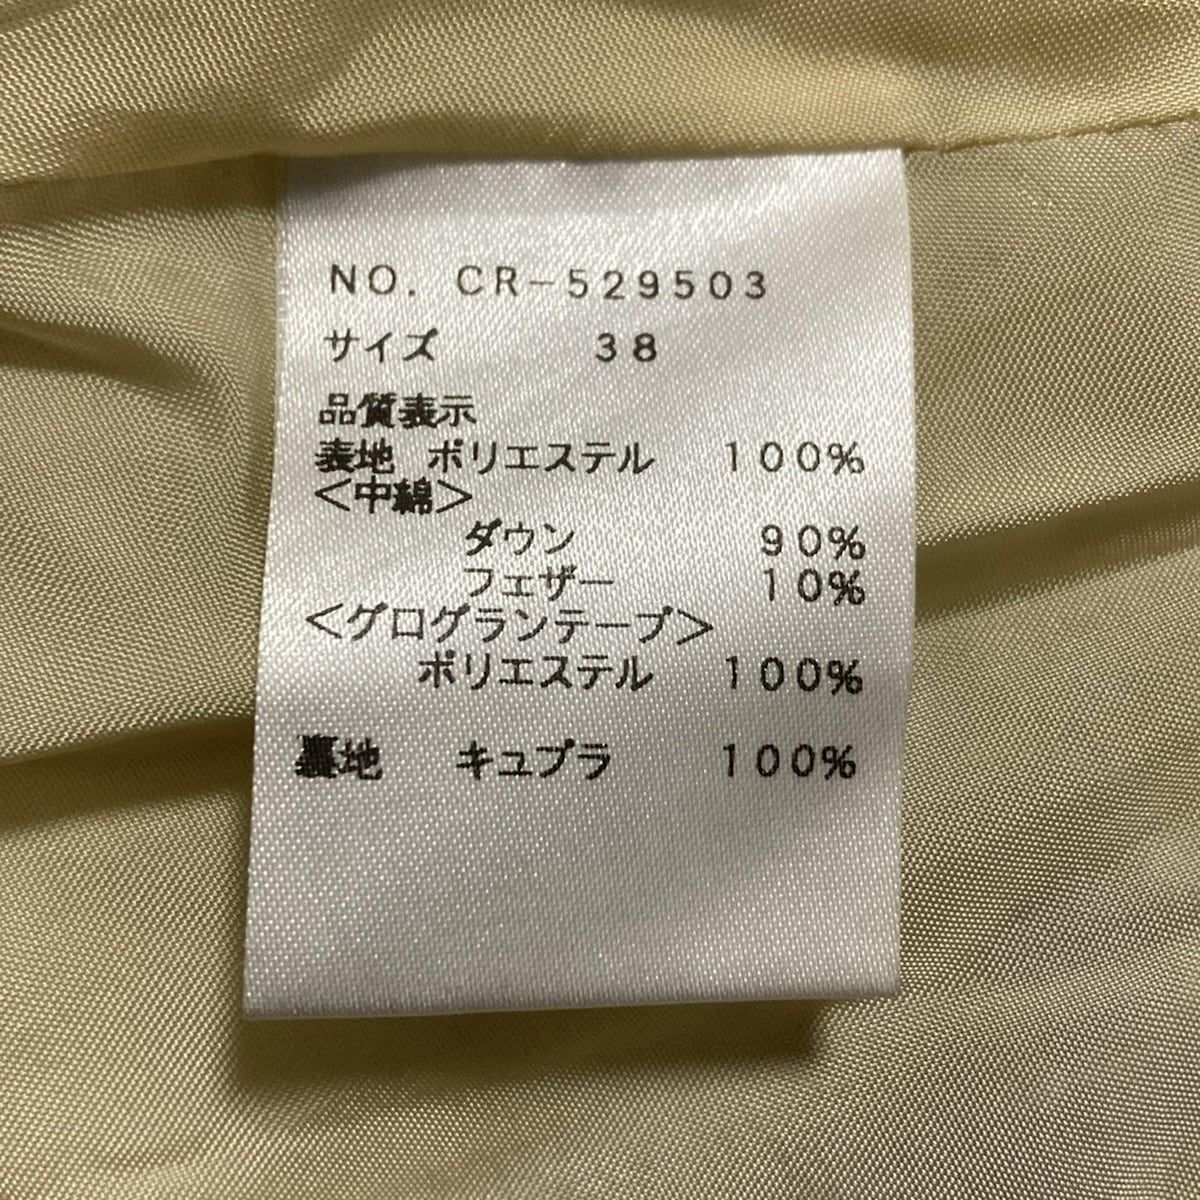 NO. CR-529503
サイズ 38
品質表示
表地 ポリエステル 100%
<中綿>
ダウン 90%
フェザー 10%
<グログランテープ>
ポリエステル 100%
裏地 キュプラ 100%